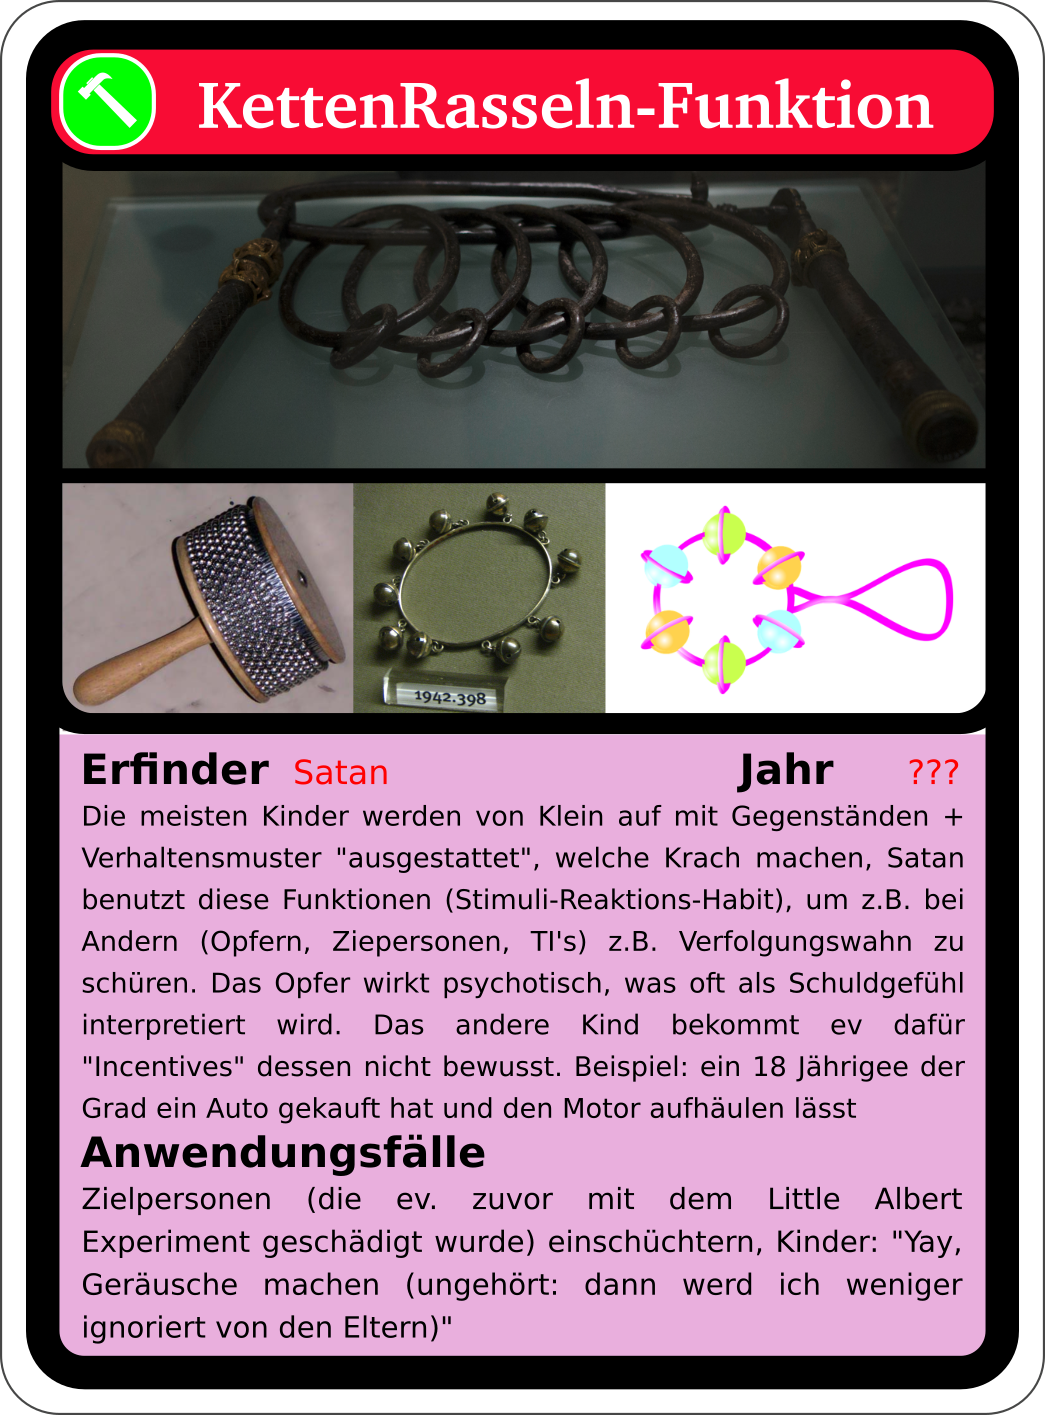 KettenRasseln-Funktion
1942.398
Erfinder Satan Jahr ???
Die meisten Kinder werden von Klein auf mit Gegenständen +
Verhaltensmuster "ausgestattet", welche Krach machen, Satan
benutzt diese Funktionen (Stimuli-Reaktions-Habit), um z.B. bei
Andern (Opfern, Ziepersonen, TI's) z.B. Verfolgungswahn zu
schüren. Das Opfer wirkt psychotisch, was oft als Schuldgefühl
interpretiert wird. Das andere Kind bekommt ev dafür
"Incentives" dessen nicht bewusst. Beispiel: ein 18 Jährigee der
Grad ein Auto gekauft hat und den Motor aufhäulen lässt
Anwendungsfälle
Zielpersonen (die ev. zuvor mit dem Little Albert
Experiment geschädigt wurde) einschüchtern, Kinder: "Yay,
Geräusche machen (ungehört: dann werd ich weniger
ignoriert von den Eltern)"